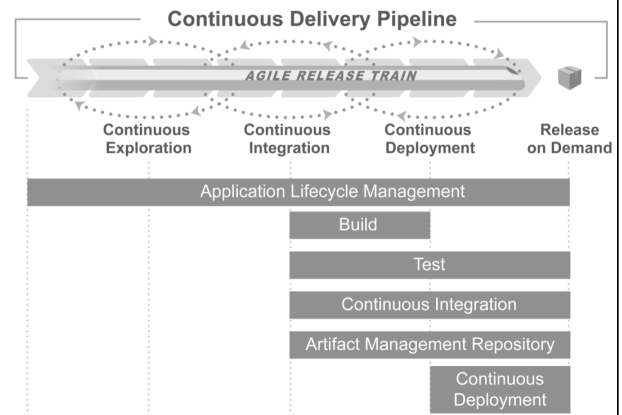 Continuous Delivery Pipeline
AGILE RELEASE TRAIN
Continuous
Exploration
Continuous
Integration
Continuous
Deployment
Release
on Demand
Application Lifecycle Management
Build
Test
Continuous Integration
Artifact Management Repository
Continuous
Deployment